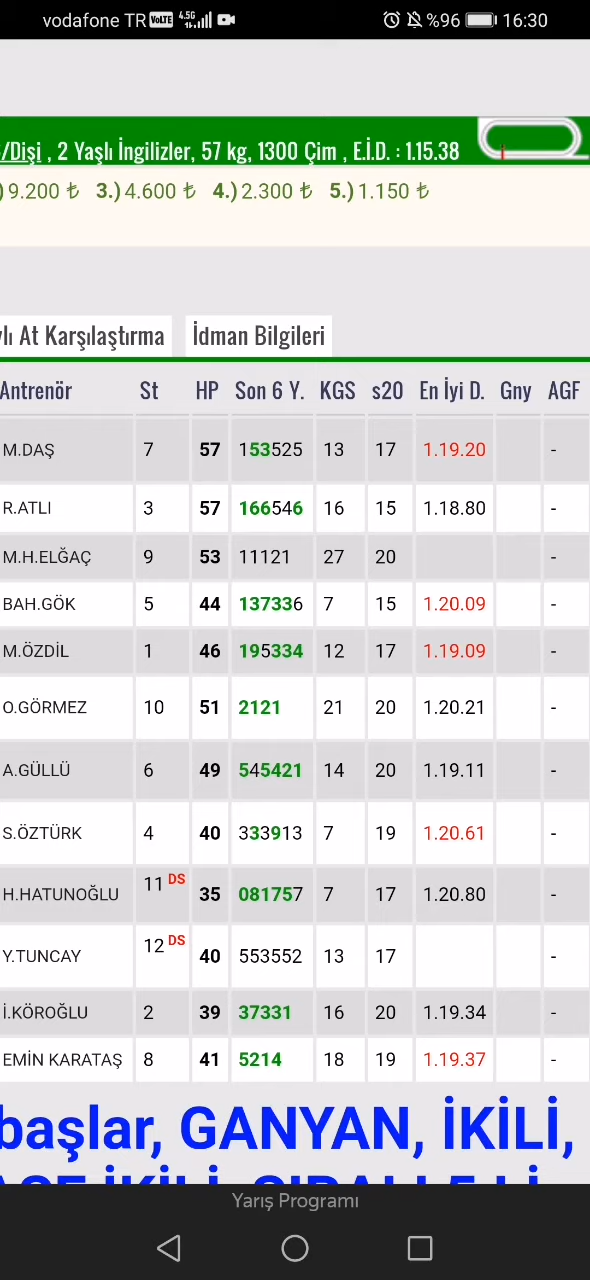 vodafone TR VoLTE 4.5G %96 16:30
/Dişi , 2 Yaşlı İngilizler, 57 kg, 1300 Çim , E.İ.D. : 1.15.38
) 9.200 ₺ 3.) 4.600 ₺ 4.) 2.300 ₺ 5.) 1.150 ₺
lı At Karşılaştırma İdman Bilgileri
Antrenör St HP Son 6 Y. KGS s20 En İyi D. Gny AGF
M.DAŞ 7 57 153525 13 17 1.19.20 -
R.ATLI 3 57 166546 16 15 1.18.80 -
M.H.ELĞAÇ 9 53 11121 27 20 -
BAH.GÖK 5 44 137336 7 15 1.20.09 -
M.ÖZDİL 1 46 195334 12 17 1.19.09 -
O.GÖRMEZ 10 51 2121 21 20 1.20.21 -
A.GÜLLÜ 6 49 545421 14 20 1.19.11 -
S.ÖZTÜRK 4 40 333913 7 19 1.20.61 -
H.HATUNOĞLU 11 DS 35 081757 7 17 1.20.80 -
Y.TUNCAY 12 DS 40 553552 13 17 -
İ.KÖROĞLU 2 39 37331 16 20 1.19.34 -
EMİN KARATAŞ 8 41 5214 18 19 1.19.37 -
başlar, GANYAN, İKİLİ,
Yarış Programı